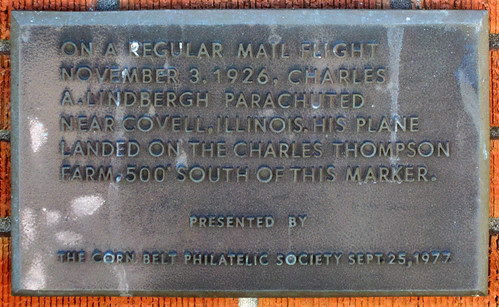 ON A REGULAR MAIL FLIGHT
NOVEMBER 3, 1926, CHARLES
A. LINDBERGH PARACHUTED
NEAR COVELL, ILLINOIS. HIS PLANE
LANDED ON THE CHARLES THOMPSON
FARM, 500' SOUTH OF THIS MARKER.
PRESENTED BY
THE CORN BELT PHILATELIC SOCIETY SEPT. 25, 1977